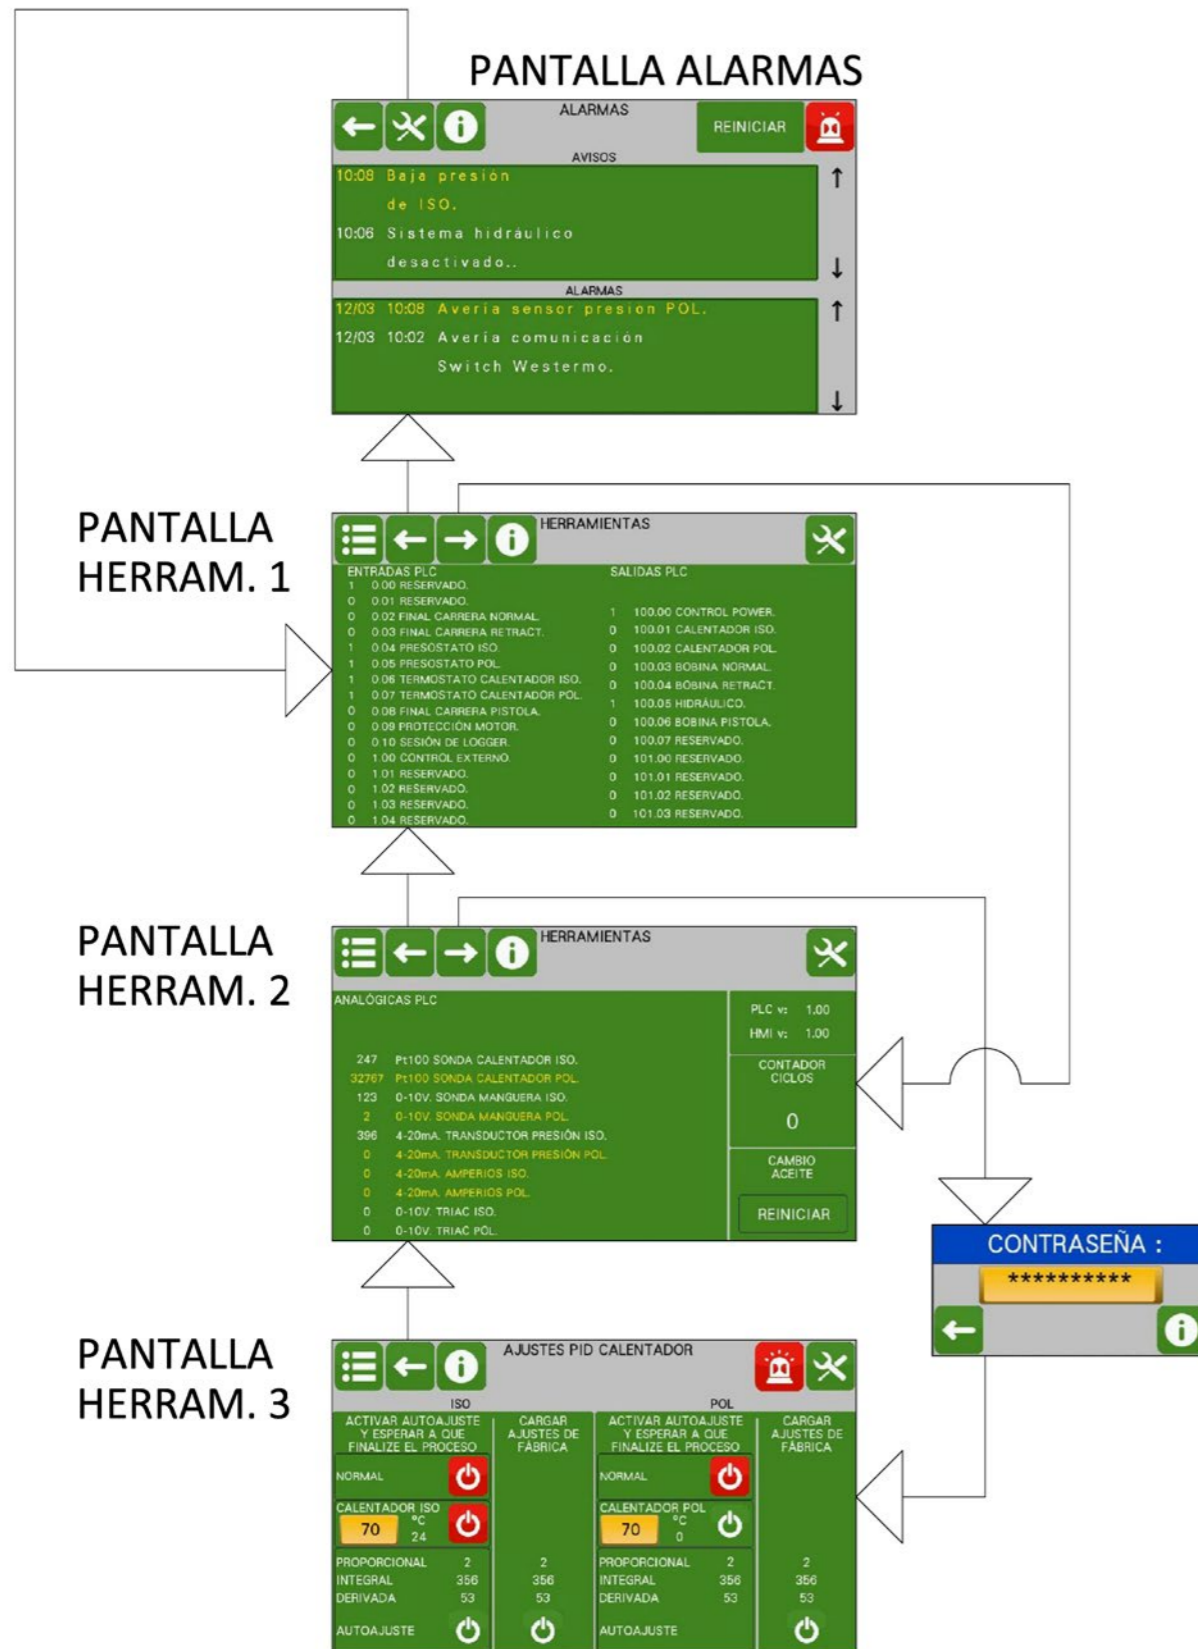 PANTALLA ALARMAS
ALARMAS
REINICIAR
AVISOS
10:08 Baja presión
de ISO.
10:06 Sistema hidráulico
desactivado..
ALARMAS
12/03 10:08 Avería sensor presión POL.
12/03 10:02 Avería comunicación
Switch Westermo.
PANTALLA
HERRAM. 1
HERRAMIENTAS
ENTRADAS PLC
1 0.00 RESERVADO.
0 0.01 RESERVADO.
0 0.02 FINAL CARRERA NORMAL.
0 0.03 FINAL CARRERA RETRACT.
1 0.04 PRESOSTATO ISO.
1 0.05 PRESOSTATO POL.
1 0.06 TERMOSTATO CALENTADOR ISO.
1 0.07 TERMOSTATO CALENTADOR POL.
0 0.08 FINAL CARRERA PISTOLA.
0 0.09 PROTECCIÓN MOTOR.
0 0.10 SESIÓN DE LOGGER.
0 1.00 CONTROL EXTERNO.
0 1.01 RESERVADO.
0 1.02 RESERVADO.
0 1.03 RESERVADO.
0 1.04 RESERVADO.
SALIDAS PLC
1 100.00 CONTROL POWER.
0 100.01 CALENTADOR ISO.
0 100.02 CALENTADOR POL.
0 100.03 BOBINA NORMAL.
0 100.04 BOBINA RETRACT.
1 100.05 HIDRÁULICO.
0 100.06 BOBINA PISTOLA.
0 100.07 RESERVADO.
0 101.00 RESERVADO.
0 101.01 RESERVADO.
0 101.02 RESERVADO.
0 101.03 RESERVADO.
PANTALLA
HERRAM. 2
HERRAMIENTAS
ANALÓGICAS PLC
247 Pt100 SONDA CALENTADOR ISO.
32767 Pt100 SONDA CALENTADOR POL.
123 0-10V. SONDA MANGUERA ISO.
2 0-10V. SONDA MANGUERA POL.
396 4-20mA. TRANSDUCTOR PRESIÓN ISO.
0 4-20mA. TRANSDUCTOR PRESIÓN POL.
0 4-20mA. AMPERIOS ISO.
0 4-20mA. AMPERIOS POL.
0 0-10V. TRIAC ISO.
0 0-10V. TRIAC POL.
PLC v: 1.00
HMI v: 1.00
CONTADOR
CICLOS
0
CAMBIO
ACEITE
REINICIAR
CONTRASEÑA :
**********
PANTALLA
HERRAM. 3
AJUSTES PID CALENTADOR
ISO
ACTIVAR AUTOAJUSTE
Y ESPERAR A QUE
FINALIZE EL PROCESO
CARGAR
AJUSTES DE
FÁBRICA
NORMAL
CALENTADOR ISO
70 °C
24
PROPORCIONAL 2 2
INTEGRAL 356 356
DERIVADA 53 53
AUTOAJUSTE
POL
ACTIVAR AUTOAJUSTE
Y ESPERAR A QUE
FINALIZE EL PROCESO
CARGAR
AJUSTES DE
FÁBRICA
NORMAL
CALENTADOR POL
70 °C
0
PROPORCIONAL 2 2
INTEGRAL 356 356
DERIVADA 53 53
AUTOAJUSTE